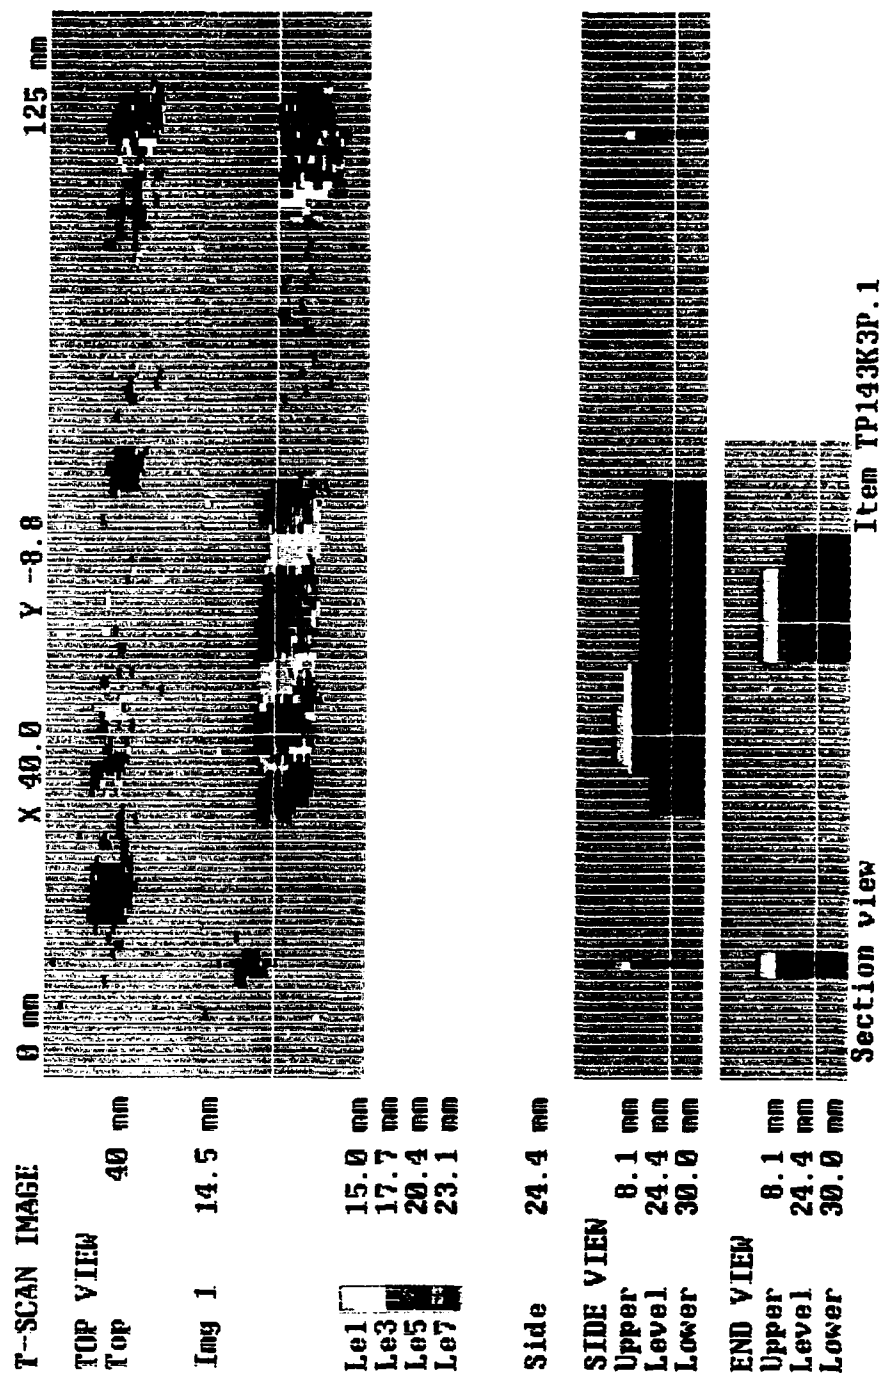 T-SCAN IMAGE
0 mm X 40.0 Y -8.8 125 mm
TOP VIEW
Top 40 mm
Img 1 14.5 mm
Le1 15.0 mm
Le3 17.7 mm
Le5 20.4 mm
Le7 23.1 mm
Side 24.4 mm
SIDE VIEW
Upper 8.1 mm
Level 24.4 mm
Lower 30.0 mm
END VIEW
Upper 8.1 mm
Level 24.4 mm
Lower 30.0 mm
Section view Item TP143K3P.1